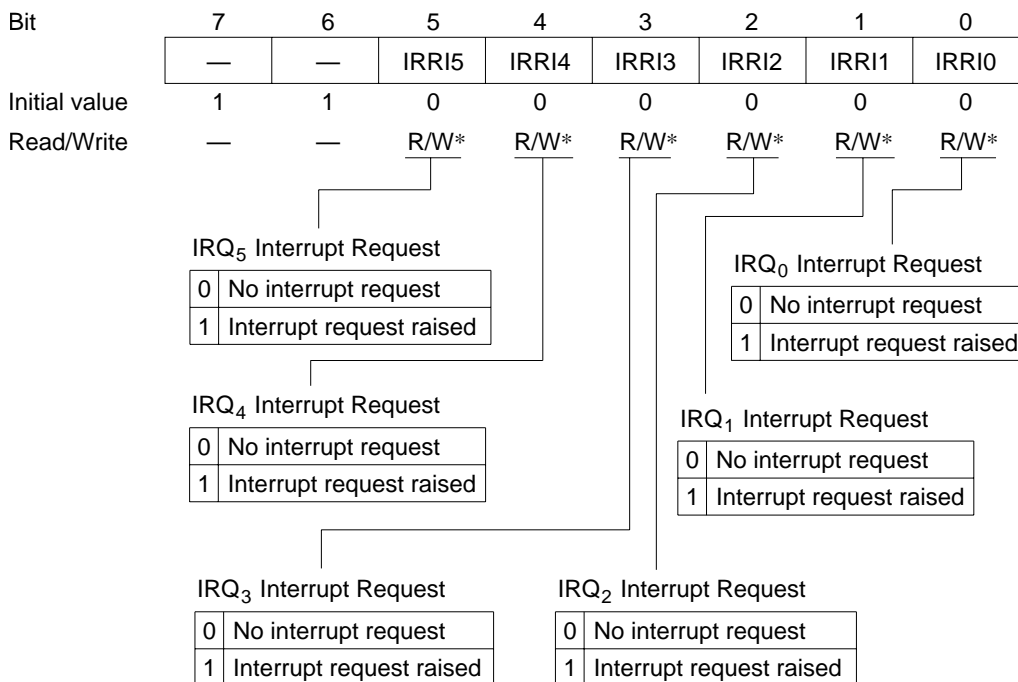 Bit 7 6 5 4 3 2 1 0
— — IRRI5 IRRI4 IRRI3 IRRI2 IRRI1 IRRI0
Initial value 1 1 0 0 0 0 0 0
Read/Write — — R/W* R/W* R/W* R/W* R/W* R/W*
IRQ5 Interrupt Request
0 No interrupt request
1 Interrupt request raised
IRQ0 Interrupt Request
0 No interrupt request
1 Interrupt request raised
IRQ4 Interrupt Request
0 No interrupt request
1 Interrupt request raised
IRQ1 Interrupt Request
0 No interrupt request
1 Interrupt request raised
IRQ3 Interrupt Request
0 No interrupt request
1 Interrupt request raised
IRQ2 Interrupt Request
0 No interrupt request
1 Interrupt request raised